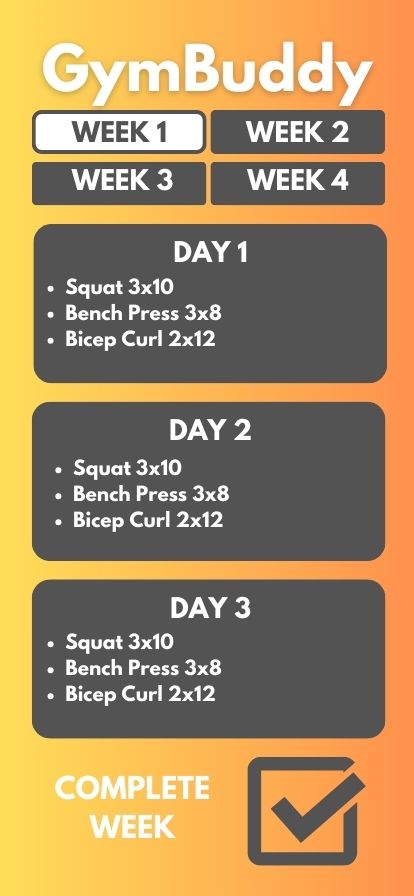 GymBuddy
WEEK 1
WEEK 2
WEEK 3
WEEK 4
DAY 1
• Squat 3x10
• Bench Press 3x8
• Bicep Curl 2x12
DAY 2
• Squat 3x10
• Bench Press 3x8
• Bicep Curl 2x12
DAY 3
• Squat 3x10
• Bench Press 3x8
• Bicep Curl 2x12
COMPLETE
WEEK